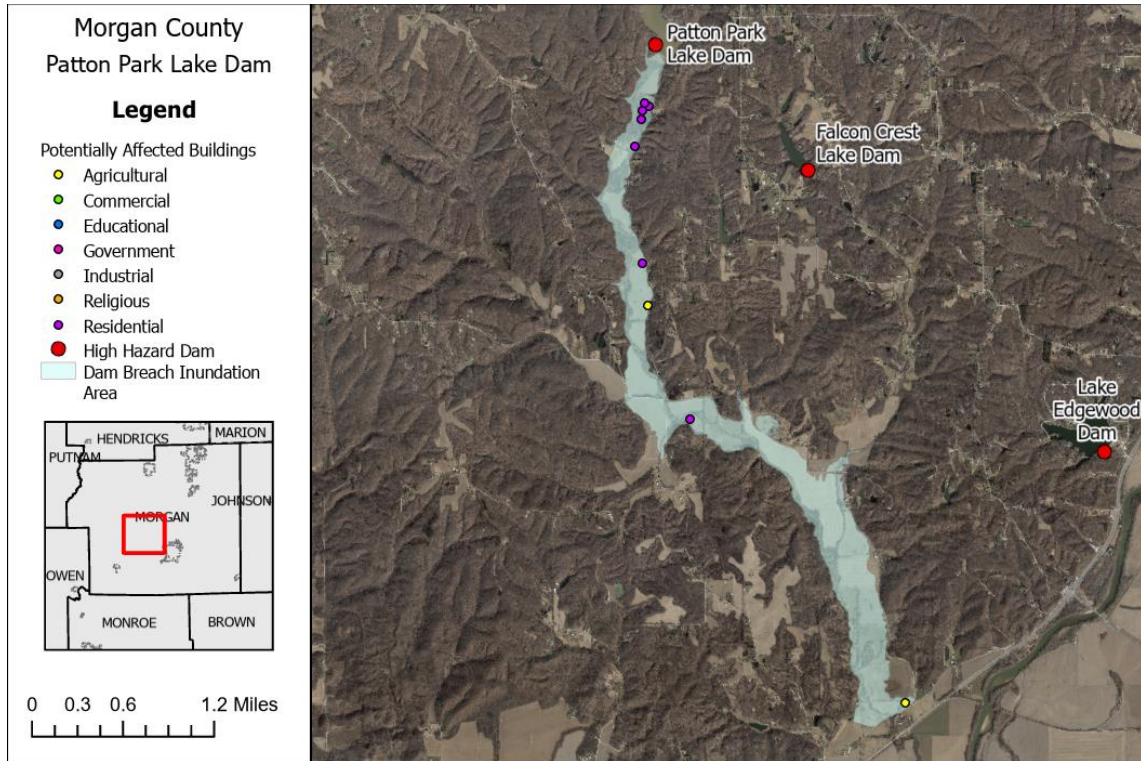 Morgan County
Patton Park Lake Dam
Legend
Potentially Affected Buildings
Agricultural
Commercial
Educational
Government
Industrial
Religious
Residential
High Hazard Dam
Dam Breach Inundation
Area
HENDRICKS
MARION
PUTNAM
JOHNSON
MORGAN
OWEN
MONROE
BROWN
0 0.3 0.6 1.2 Miles
Patton Park
Lake Dam
Falcon Crest
Lake Dam
Lake
Edgewood
Dam